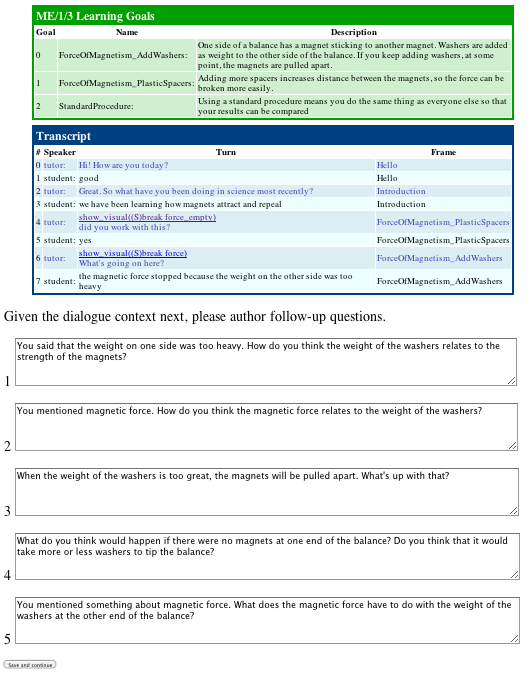 ME/1/3 Learning Goals
Goal Name Description
0 ForceOfMagnetism_AddWashers: One side of a balance has a magnet sticking to another magnet. Washers are added
as weight to the other side of the balance. If you keep adding washers, at some
point, the magnets are pulled apart.
1 ForceOfMagnetism_PlasticSpacers: Adding more spacers increases distance between the magnets, so the force can be
broken more easily.
2 StandardProcedure: Using a standard procedure means you do the same thing as everyone else so that
your results can be compared
Transcript
# Speaker Turn Frame
0 tutor: Hi! How are you today? Hello
1 student: good Hello
2 tutor: Great. So what have you been doing in science most recently? Introduction
3 student: we have been learning how magnets attract and repeal Introduction
4 tutor: show_visual((S)break force_empty)
did you work with this? ForceOfMagnetism_PlasticSpacers
5 student: yes ForceOfMagnetism_PlasticSpacers
6 tutor: show_visual((S)break force)
What's going on here? ForceOfMagnetism_AddWashers
7 student: the magnetic force stopped because the weight on the other side was too
heavy ForceOfMagnetism_AddWashers
Given the dialogue context next, please author follow-up questions.
You said that the weight on one side was too heavy. How do you think the weight of the washers relates to the
strength of the magnets?
1
You mentioned magnetic force. How do you think the magnetic force relates to the weight of the washers?
2
When the weight of the washers is too great, the magnets will be pulled apart. What's up with that?
3
What do you think would happen if there were no magnets at one end of the balance? Do you think that it would
take more or less washers to tip the balance?
4
You mentioned something about magnetic force. What does the magnetic force have to do with the weight of the
washers at the other end of the balance?
5
Save and continue